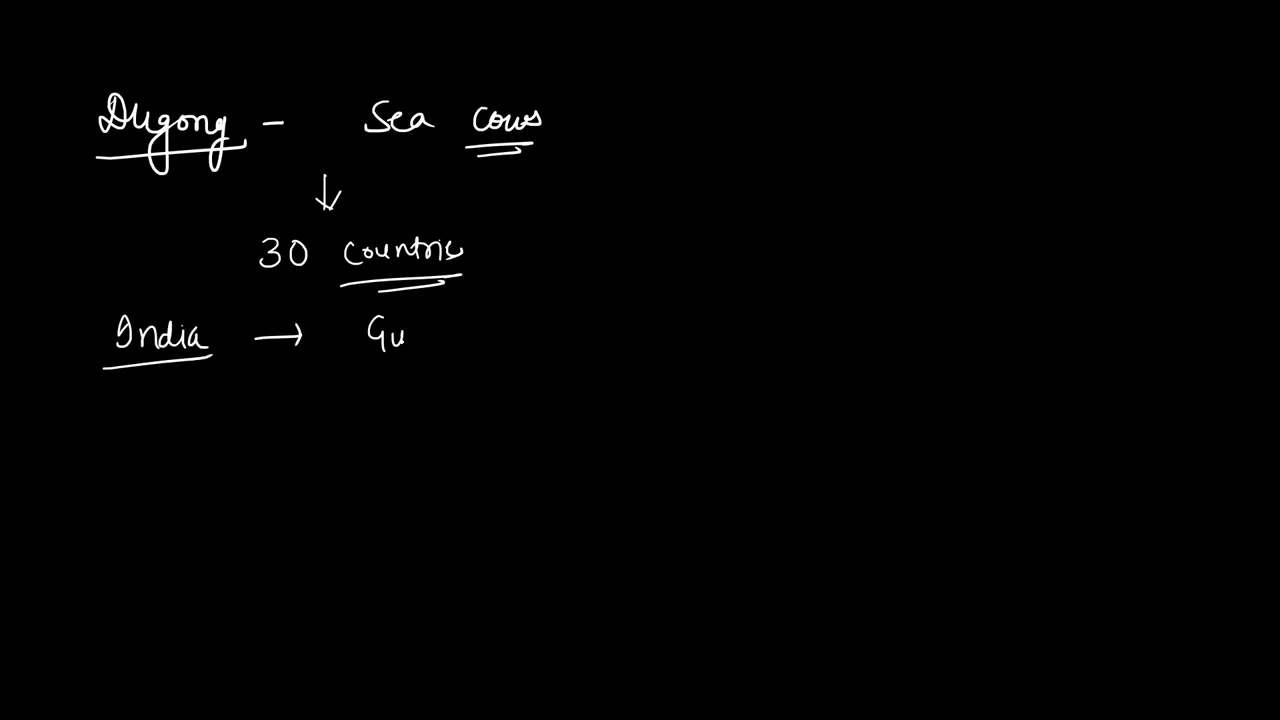 Dugong - Sea cows
↓
30 countries
India → Gu